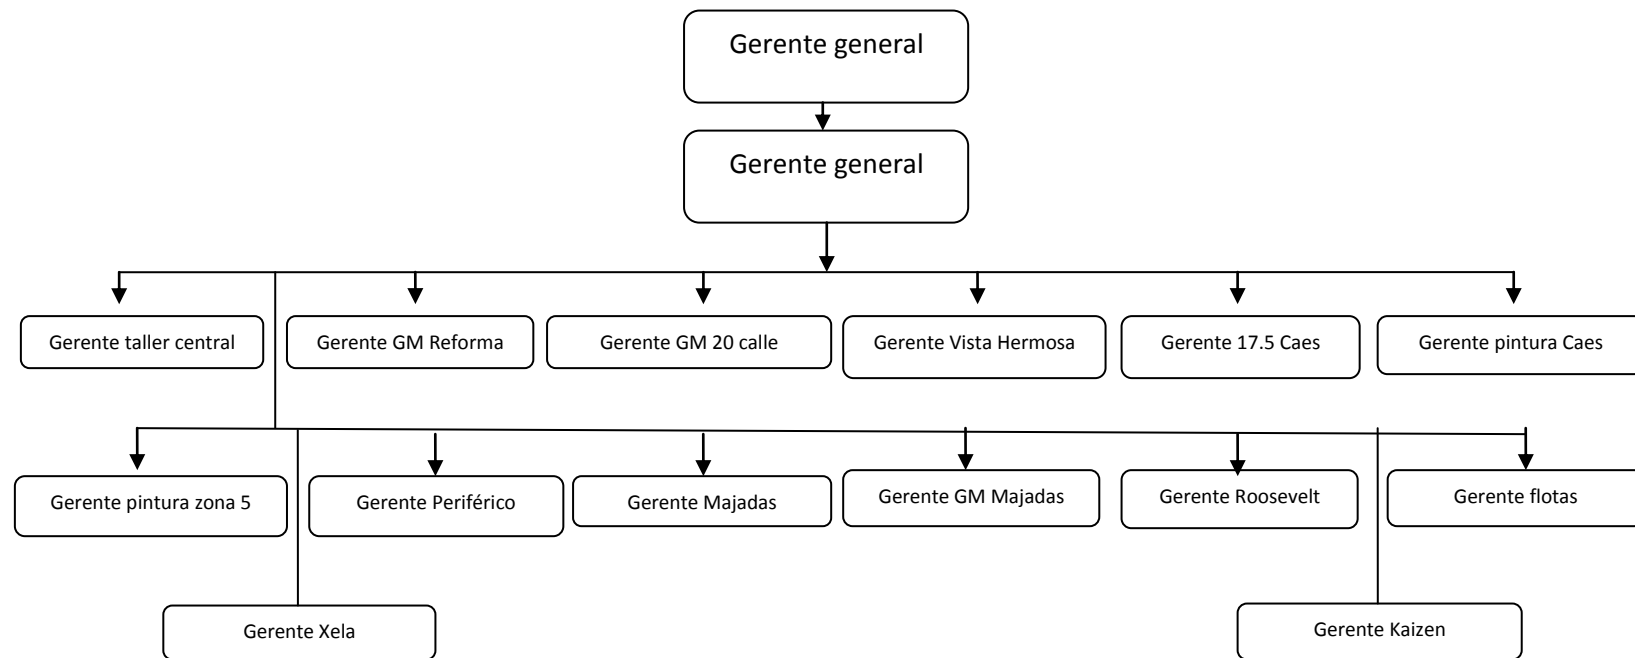 Gerente general
Gerente general
Gerente taller central
Gerente GM Reforma
Gerente GM 20 calle
Gerente Vista Hermosa
Gerente 17.5 Caes
Gerente pintura Caes
Gerente pintura zona 5
Gerente Periférico
Gerente Majadas
Gerente GM Majadas
Gerente Roosevelt
Gerente flotas
Gerente Xela
Gerente Kaizen